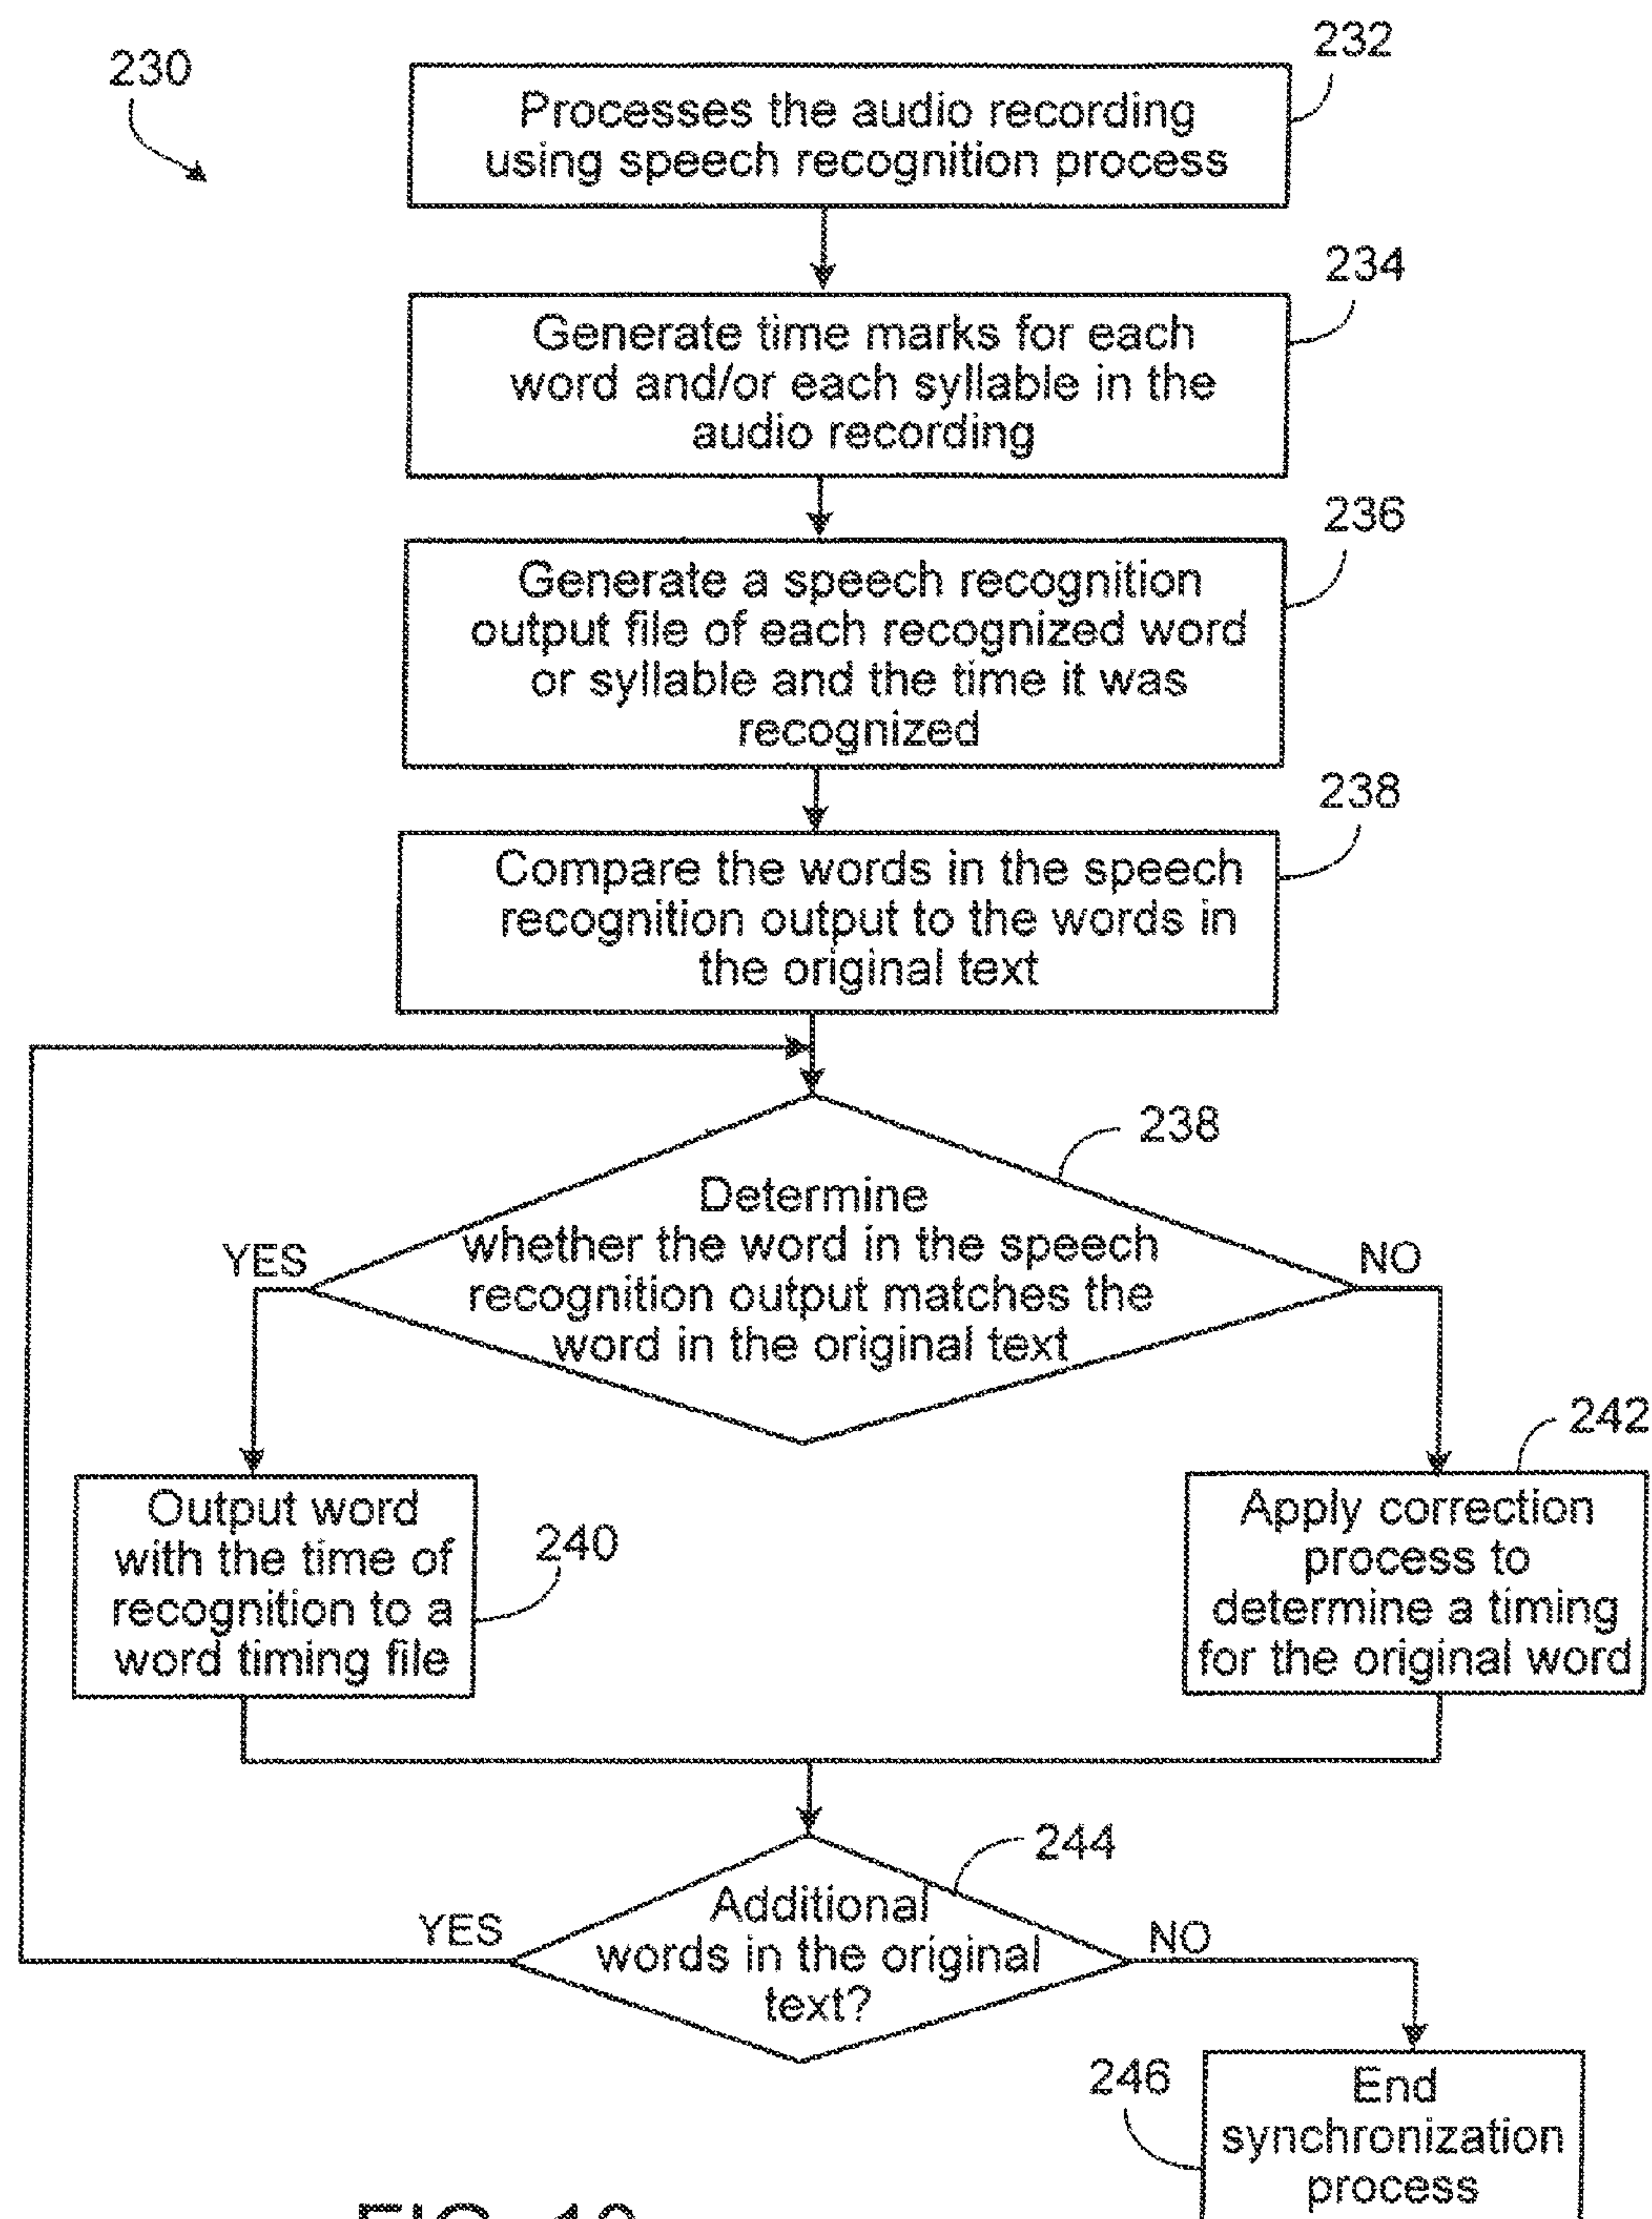 230
232
Processes the audio recording
using speech recognition process
234
Generate time marks for each
word and/or each syllable in the
audio recording
236
Generate a speech recognition
output file of each recognized word
or syllable and the time it was
recognized
238
Compare the words in the speech
recognition output to the words in
the original text
238
Determine
whether the word in the speech
recognition output matches the
word in the original text
YES
NO
240
Output word
with the time of
recognition to a
word timing file
242
Apply correction
process to
determine a timing
for the original word
244
Additional
words in the original
text?
YES
NO
246
End
synchronization
process